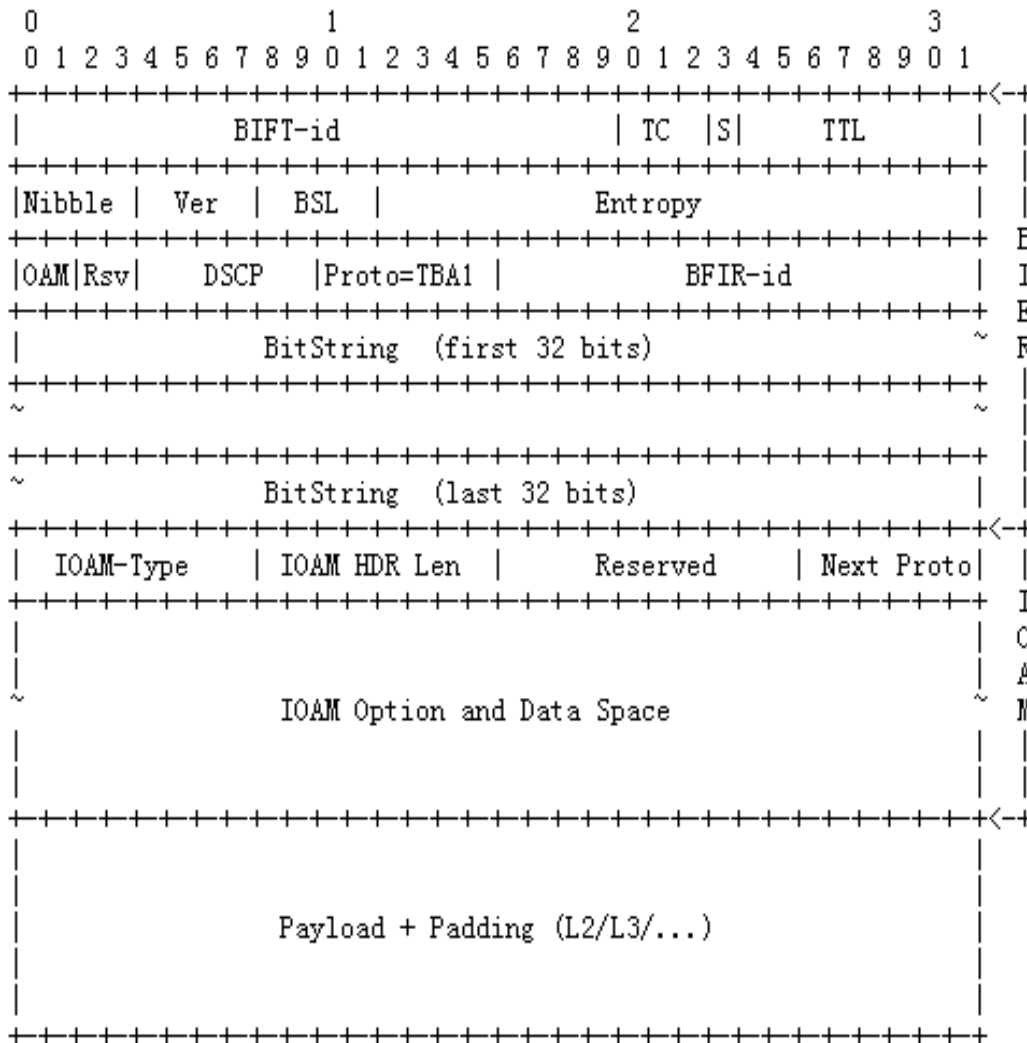 0                   1                   2                   3
 0 1 2 3 4 5 6 7 8 9 0 1 2 3 4 5 6 7 8 9 0 1 2 3 4 5 6 7 8 9 0 1
+-+-+-+-+-+-+-+-+-+-+-+-+-+-+-+-+-+-+-+-+-+-+-+-+-+-+-+-+-+-+-+-+<-+
|              BIFT-id                  | TC  |S|     TTL       |  |
+-+-+-+-+-+-+-+-+-+-+-+-+-+-+-+-+-+-+-+-+-+-+-+-+-+-+-+-+-+-+-+-+  |
|Nibble |  Ver  |  BSL  |              Entropy                  |  |
+-+-+-+-+-+-+-+-+-+-+-+-+-+-+-+-+-+-+-+-+-+-+-+-+-+-+-+-+-+-+-+-+  B
|OAM|Rsv|    DSCP   |Proto=TBA1 |            BFIR-id            |  I
+-+-+-+-+-+-+-+-+-+-+-+-+-+-+-+-+-+-+-+-+-+-+-+-+-+-+-+-+-+-+-+-+  E
|                BitString  (first 32 bits)                     ~  R
+-+-+-+-+-+-+-+-+-+-+-+-+-+-+-+-+-+-+-+-+-+-+-+-+-+-+-+-+-+-+-+-+  |
~                                                               ~  |
+-+-+-+-+-+-+-+-+-+-+-+-+-+-+-+-+-+-+-+-+-+-+-+-+-+-+-+-+-+-+-+-+  |
~                BitString  (last 32 bits)                      |  |
+-+-+-+-+-+-+-+-+-+-+-+-+-+-+-+-+-+-+-+-+-+-+-+-+-+-+-+-+-+-+-+-+<-+
|  IOAM-Type    | IOAM HDR Len  |      Reserved     | Next Proto|  |
+-+-+-+-+-+-+-+-+-+-+-+-+-+-+-+-+-+-+-+-+-+-+-+-+-+-+-+-+-+-+-+-+  I
|                                                               |  O
|                                                               |  A
~                 IOAM Option and Data Space                    ~  M
|                                                               |  |
|                                                               |  |
+-+-+-+-+-+-+-+-+-+-+-+-+-+-+-+-+-+-+-+-+-+-+-+-+-+-+-+-+-+-+-+-+<-+
|                                                               |
|                                                               |
|                 Payload + Padding (L2/L3/...)                 |
|                                                               |
|                                                               |
+-+-+-+-+-+-+-+-+-+-+-+-+-+-+-+-+-+-+-+-+-+-+-+-+-+-+-+-+-+-+-+-+